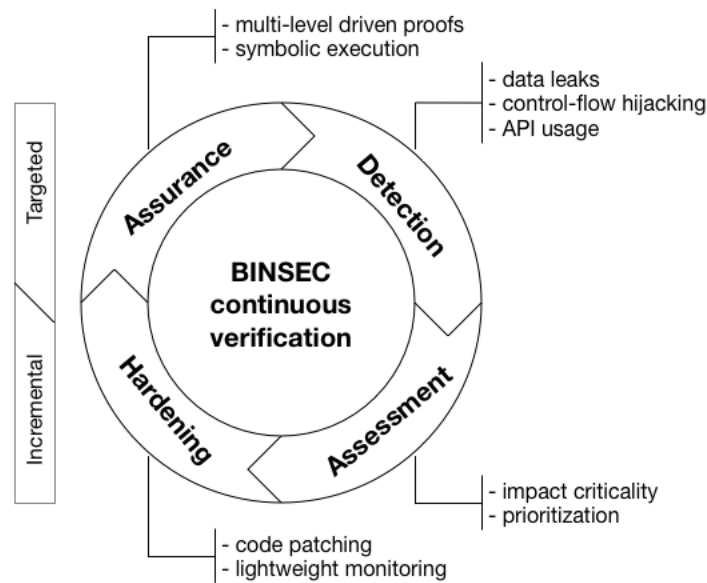 - multi-level driven proofs
- symbolic execution
- data leaks
- control-flow hijacking
- API usage
Targeted
Assurance
Detection
BINSEC
continuous
verification
Incremental
Hardening
Assessment
- impact criticality
- prioritization
- code patching
- lightweight monitoring